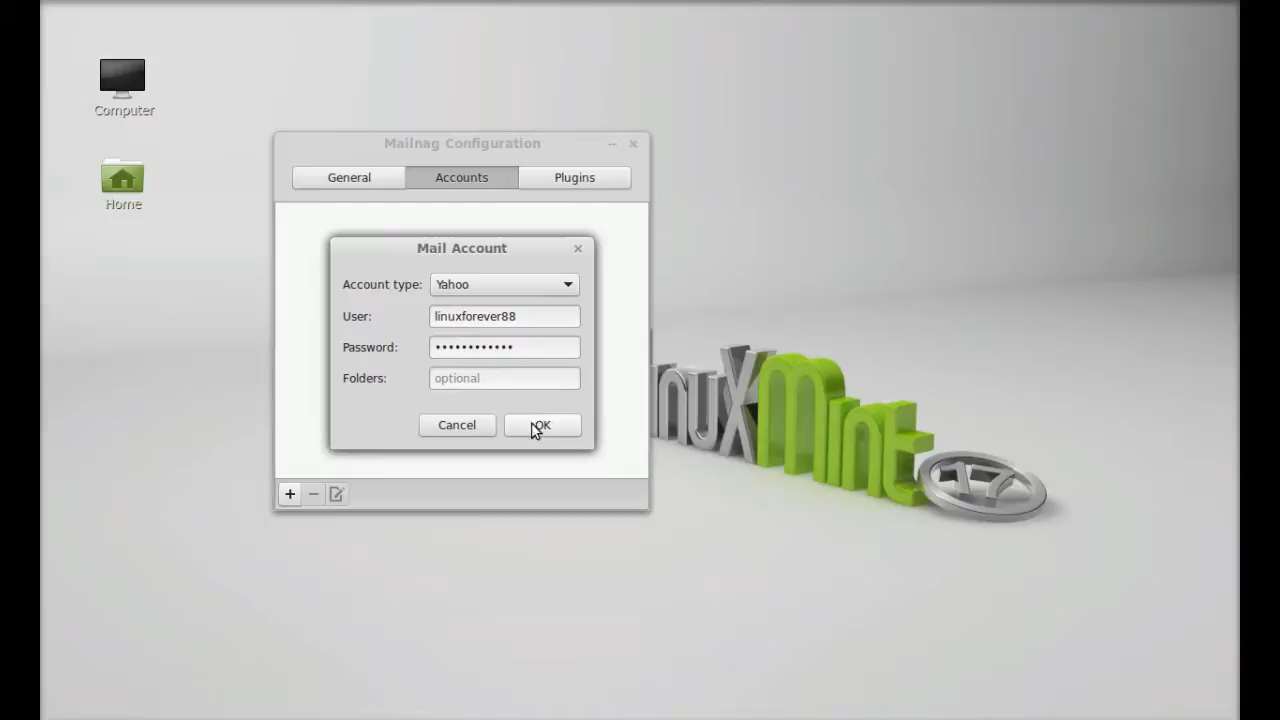 Computer
Home
Mailnag Configuration
General Accounts Plugins
Mail Account
Account type: Yahoo
User: linuxforever88
Password: ••••••••••••
Folders: optional
Cancel OK
inuxMint
17